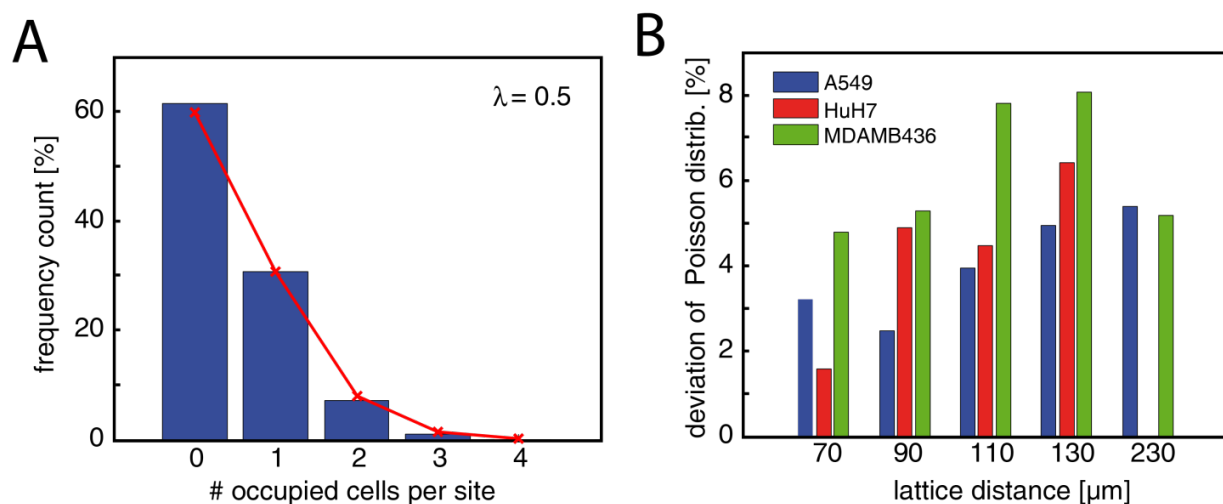 A
frequency count [%]
60
40
20
0
λ = 0.5
0 1 2 3 4
# occupied cells per site
B
deviation of Poisson distrib. [%]
8
6
4
2
0
A549
HuH7
MDAMB436
70 90 110 130 230
lattice distance [µm]